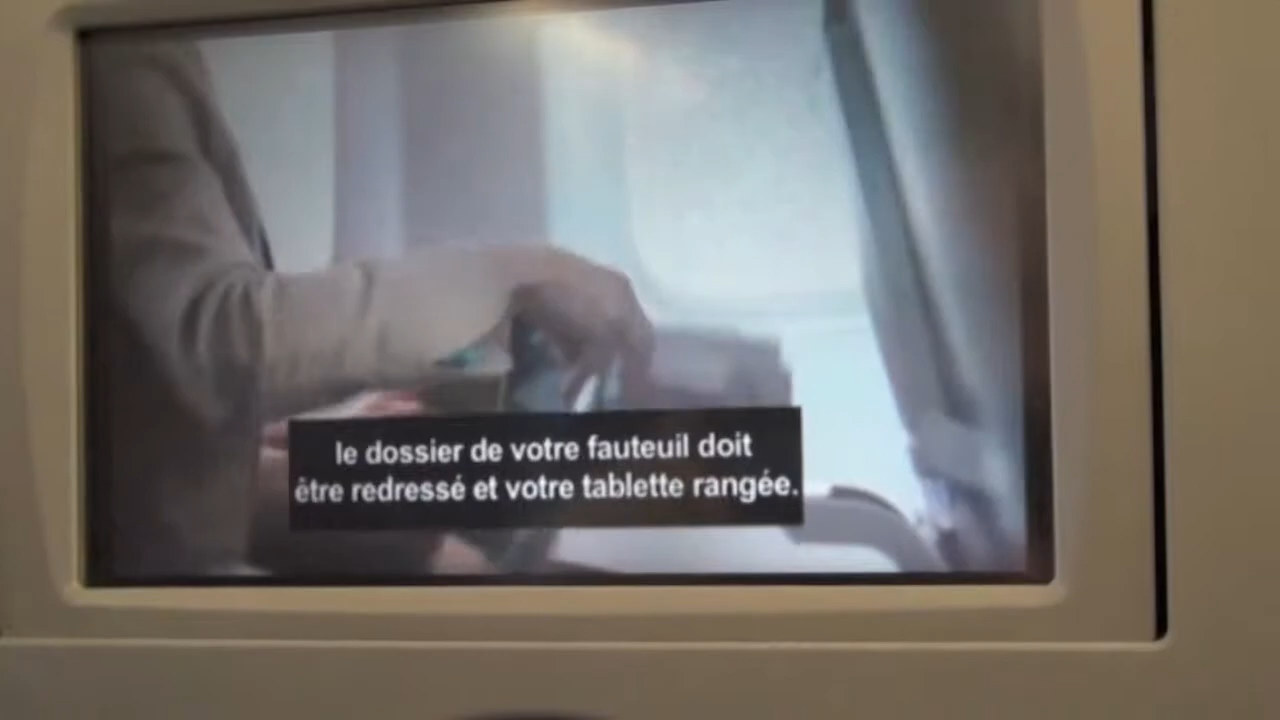 le dossier de votre fauteuil doit
être redressé et votre tablette rangée.